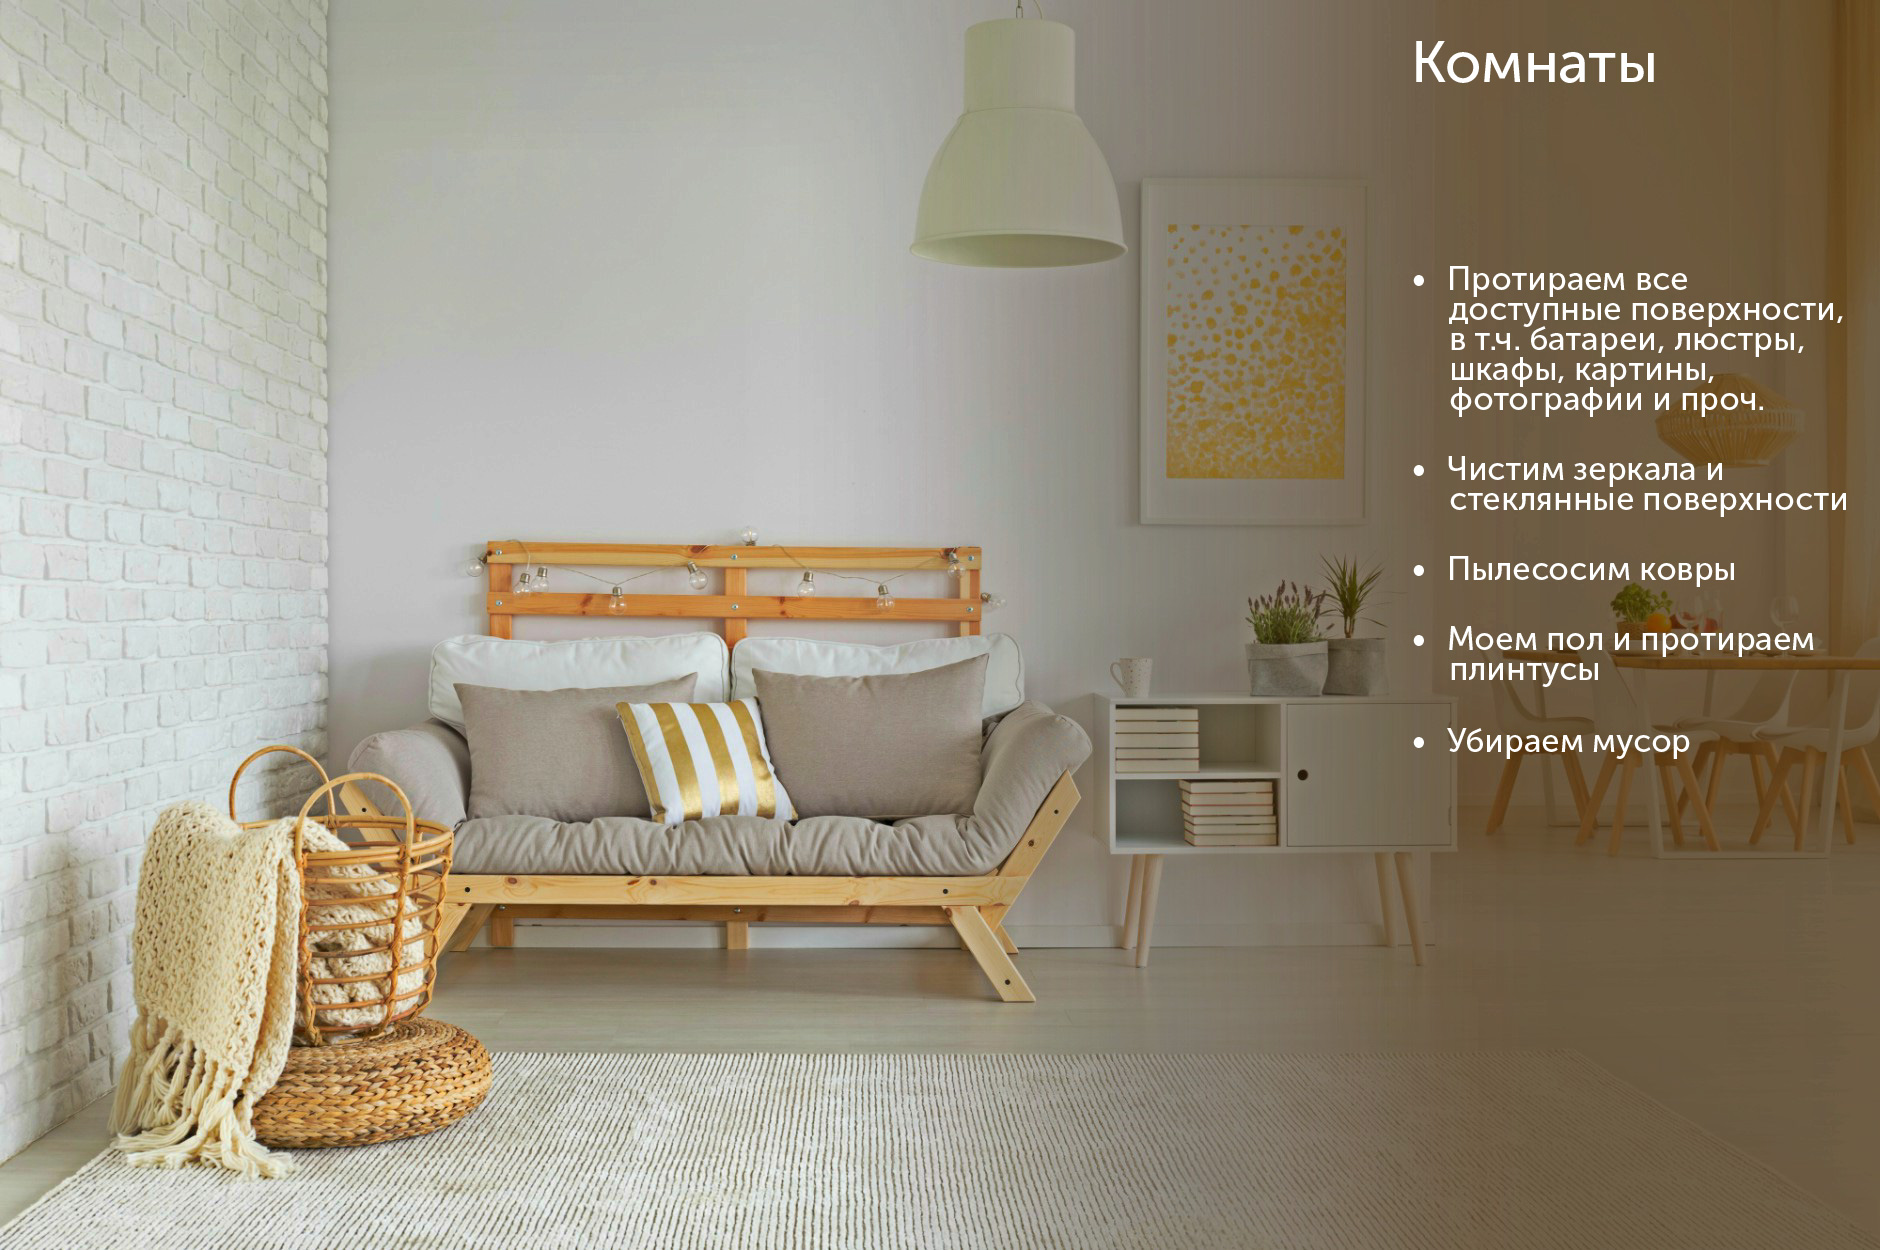 Комнаты
• Протираем все
доступные поверхности,
в т.ч. батареи, люстры,
шкафы, картины,
фотографии и проч.
• Чистим зеркала и
стеклянные поверхности
• Пылесосим ковры
• Моем пол и протираем
плинтусы
• Убираем мусор